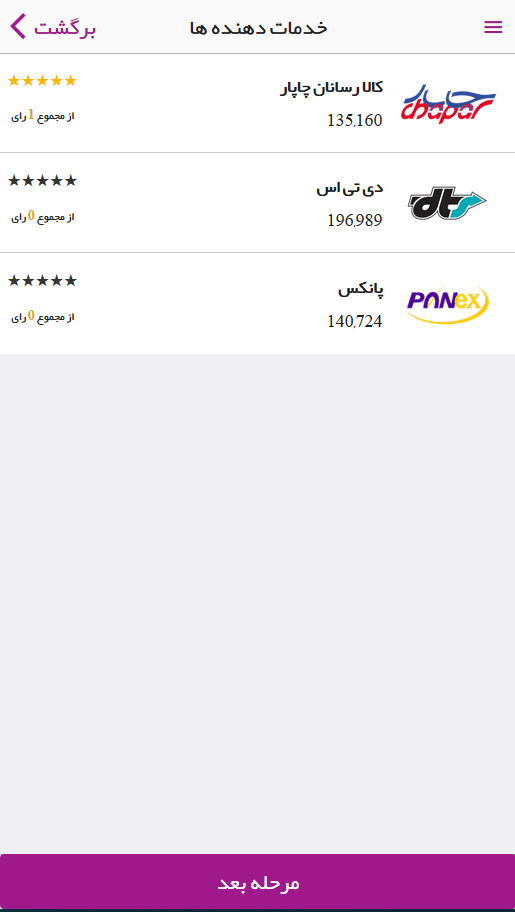 خدمات دهنده ها
برگشت
چاپار
chapar
کالا رسانان چاپار
135,160
از مجموع 1 رای
dts
دی تی اس
196,989
از مجموع 0 رای
PANex
پانکس
140,724
از مجموع 0 رای
مرحله بعد